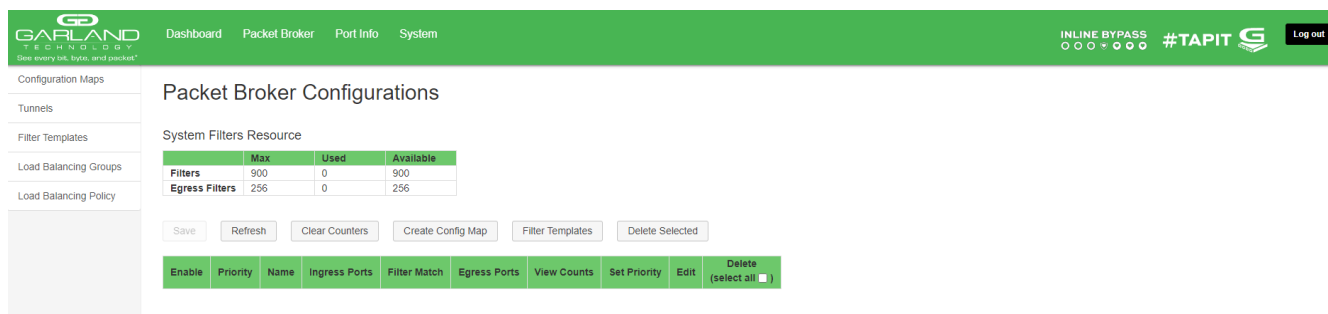 GARLAND
TECHNOLOGY
See every bit, byte, and packet®
Dashboard Packet Broker Port Info System
INLINE BYPASS
#TAPIT
Log out
Configuration Maps
Tunnels
Filter Templates
Load Balancing Groups
Load Balancing Policy
Packet Broker Configurations
System Filters Resource
Max Used Available
Filters 900 0 900
Egress Filters 256 0 256
Save Refresh Clear Counters Create Config Map Filter Templates Delete Selected
Enable Priority Name Ingress Ports Filter Match Egress Ports View Counts Set Priority Edit Delete
(select all )